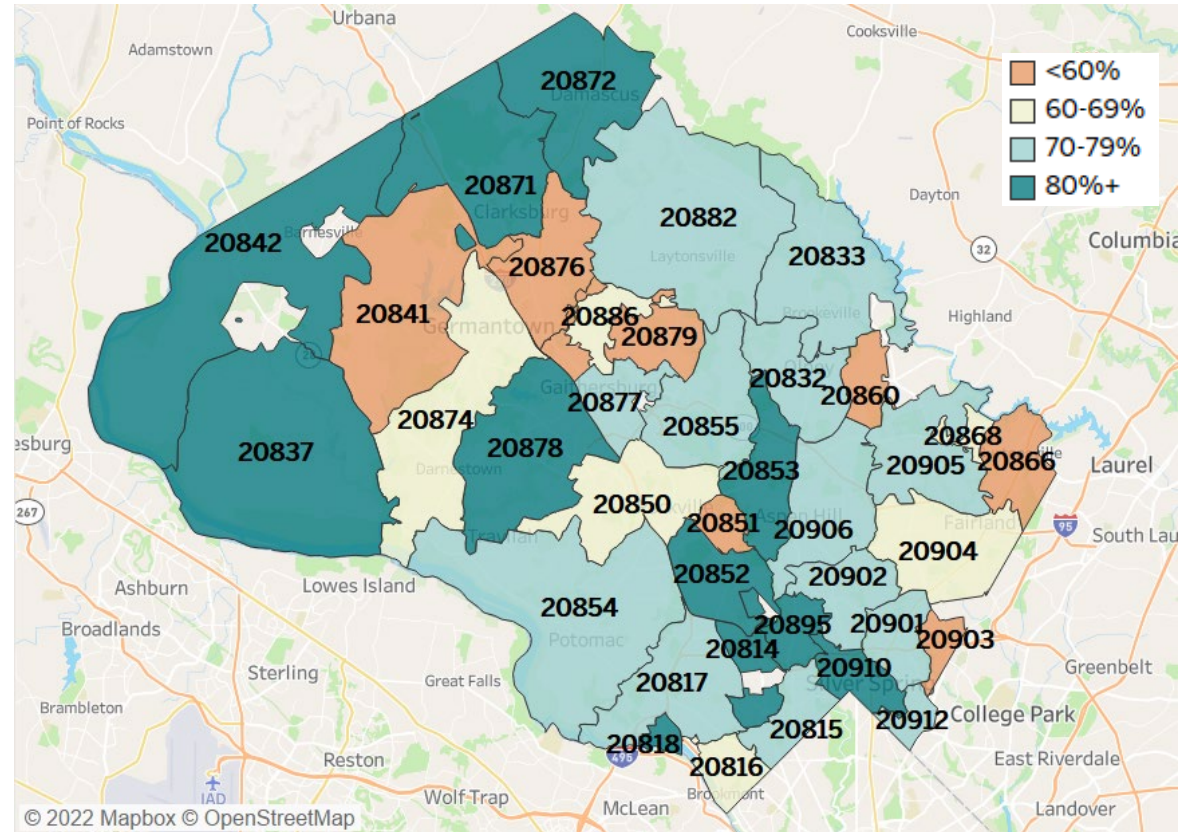 Urbana
Cooksville
Adamstown
<60%
60-69%
70-79%
80%+
Point of Rocks
20872
Damascus
20871
Clarksburg
Dayton
20842
Barnesville
20882
Laytonsville
20833
32
Columbia
20876
20841
Germantown
20886
20879
Brookeville
Highland
Gaithersburg
20832
20860
20877
20874
20855
20868
20866
Laurel
esburg
20837
Darnestown
20878
20853
20905
267
20850
20851
Aspen Hill
20906
Fairland
95
South Lau
Travilah
20904
Ashburn
Lowes Island
20852
20902
20854
Potomac
20895
20901
20903
Broadlands
20814
20910
Silver Spring
Greenbelt
Sterling
Great Falls
20817
Brambleton
20818
20815
20912
College Park
495
East Riverdale
Reston
20816
IAD
Wolf Trap
McLean
Brookmont
Landover
© 2022 Mapbox © OpenStreetMap